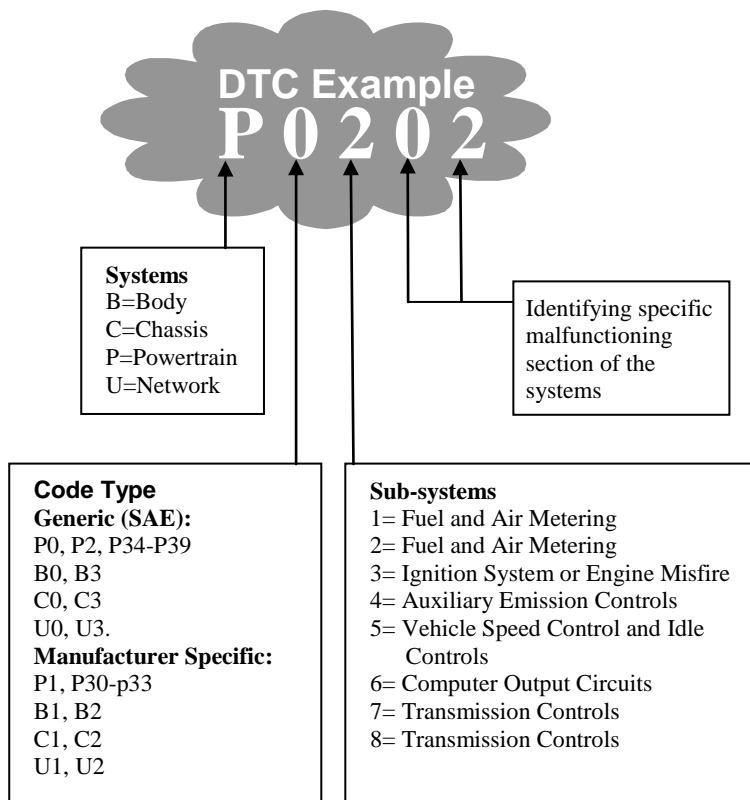 DTC Example
P 0 2 0 2
Systems
B=Body
C=Chassis
P=Powertrain
U=Network
Identifying specific
malfunctioning
section of the
systems
Code Type
Generic (SAE):
P0, P2, P34-P39
B0, B3
C0, C3
U0, U3.
Manufacturer Specific:
P1, P30-p33
B1, B2
C1, C2
U1, U2
Sub-systems
1= Fuel and Air Metering
2= Fuel and Air Metering
3= Ignition System or Engine Misfire
4= Auxiliary Emission Controls
5= Vehicle Speed Control and Idle
Controls
6= Computer Output Circuits
7= Transmission Controls
8= Transmission Controls